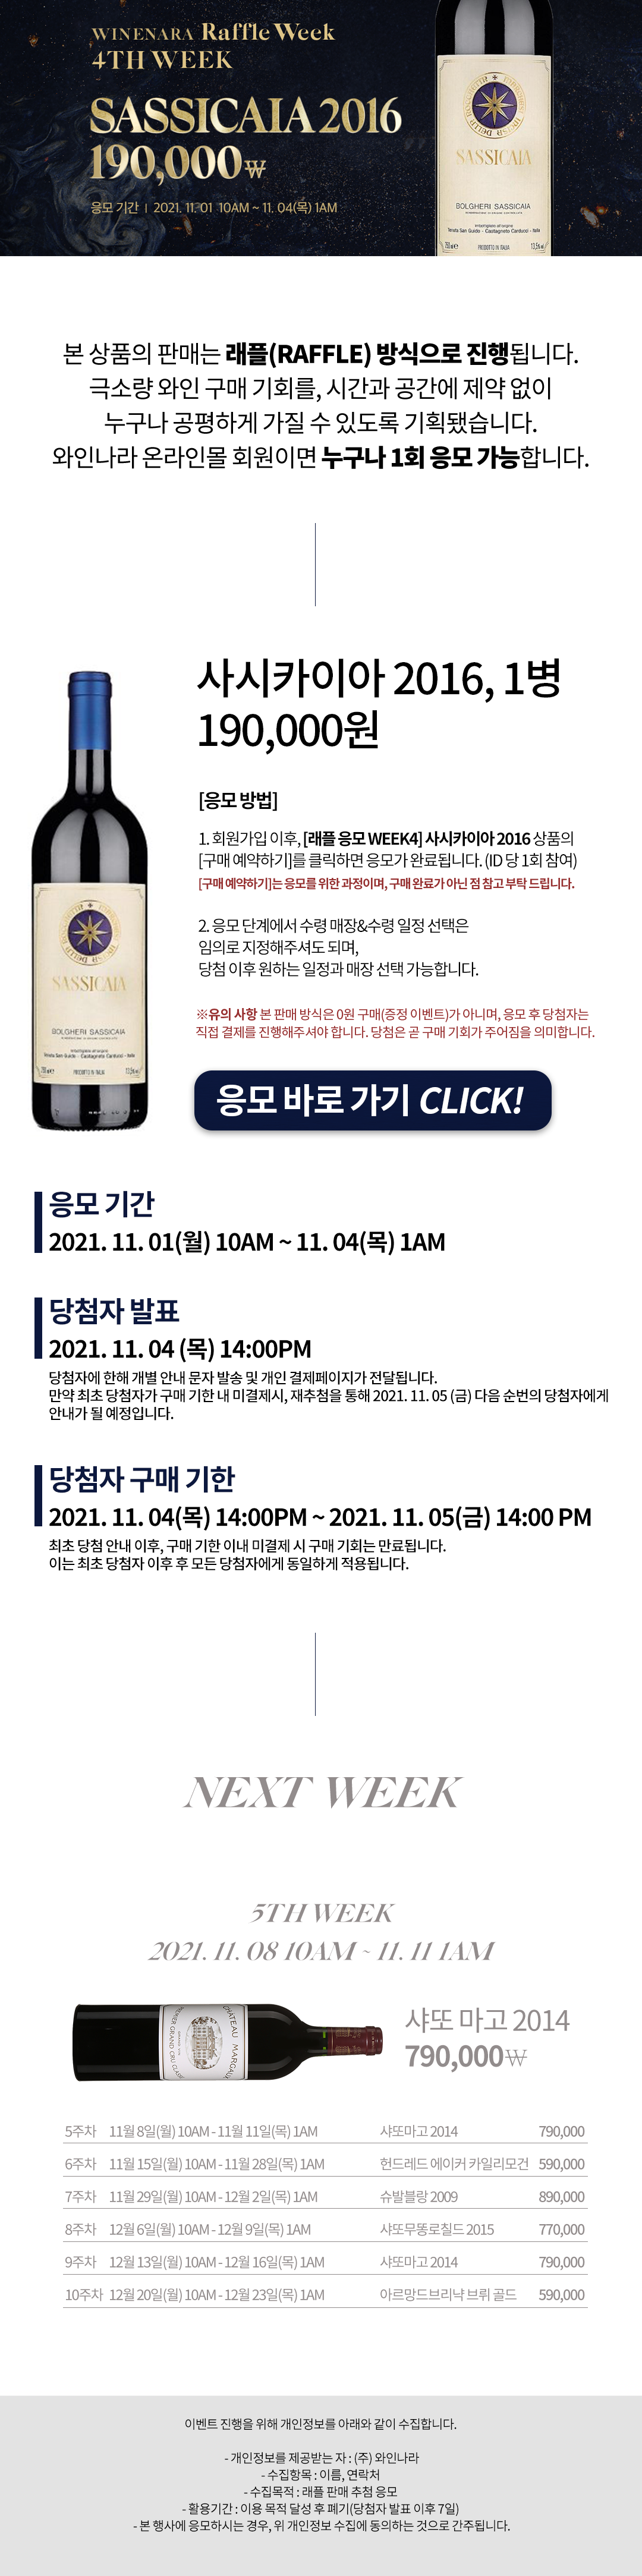 WINENARA Raffle Week
4TH WEEK
SASSICAIA 2016
190,000₩
응모 기간 | 2021. 11. 01 10AM ~ 11. 04(목) 1AM
SASSICAIA
BOLGHERI SASSICAIA
Tenuta San Guido - Castagneto Carducci - Italia
750 ml e PRODOTTO IN ITALIA 13,5% vol
본 상품의 판매는 래플(RAFFLE) 방식으로 진행됩니다.
극소량 와인 구매 기회를, 시간과 공간에 제약 없이
누구나 공평하게 가질 수 있도록 기획됐습니다.
와인나라 온라인몰 회원이면 누구나 1회 응모 가능합니다.
사시카이아 2016, 1병
190,000원
[응모 방법]
1. 회원가입 이후, [래플 응모 WEEK4] 사시카이아 2016 상품의
[구매 예약하기]를 클릭하면 응모가 완료됩니다. (ID 당 1회 참여)
[구매 예약하기]는 응모를 위한 과정이며, 구매 완료가 아닌 점 참고 부탁 드립니다.
2. 응모 단계에서 수령 매장&수령 일정 선택은
임의로 지정해주셔도 되며,
당첨 이후 원하는 일정과 매장 선택 가능합니다.
※유의 사항 본 판매 방식은 0원 구매(증정 이벤트)가 아니며, 응모 후 당첨자는
직접 결제를 진행해주셔야 합니다. 당첨은 곧 구매 기회가 주어짐을 의미합니다.
SASSICAIA
BOLGHERI SASSICAIA
Tenuta San Guido - Castagneto Carducci - Italia
PRODOTTO IN ITALIA
응모 바로 가기 CLICK!
응모 기간
2021. 11. 01(월) 10AM ~ 11. 04(목) 1AM
당첨자 발표
2021. 11. 04 (목) 14:00PM
당첨자에 한해 개별 안내 문자 발송 및 개인 결제페이지가 전달됩니다.
만약 최초 당첨자가 구매 기한 내 미결제시, 재추첨을 통해 2021. 11. 05 (금) 다음 순번의 당첨자에게
안내가 될 예정입니다.
당첨자 구매 기한
2021. 11. 04(목) 14:00PM ~ 2021. 11. 05(금) 14:00 PM
최초 당첨 안내 이후, 구매 기한 이내 미결제 시 구매 기회는 만료됩니다.
이는 최초 당첨자 이후 후 모든 당첨자에게 동일하게 적용됩니다.
NEXT WEEK
5TH WEEK
2021. 11. 08 10AM ~ 11. 11 1AM
CHATEAU MARGAUX
PREMIER GRAND CRU CLASSÉ
샤또 마고 2014
790,000₩
5주차 11월 8일(월) 10AM - 11월 11일(목) 1AM 샤또마고 2014 790,000
6주차 11월 15일(월) 10AM - 11월 28일(목) 1AM 헌드레드 에이커 카일리모건 590,000
7주차 11월 29일(월) 10AM - 12월 2일(목) 1AM 슈발블랑 2009 890,000
8주차 12월 6일(월) 10AM - 12월 9일(목) 1AM 샤또무똥로칠드 2015 770,000
9주차 12월 13일(월) 10AM - 12월 16일(목) 1AM 샤또마고 2014 790,000
10주차 12월 20일(월) 10AM - 12월 23일(목) 1AM 아르망드브리냑 브뤼 골드 590,000
이벤트 진행을 위해 개인정보를 아래와 같이 수집합니다.
- 개인정보를 제공받는 자 : (주) 와인나라
- 수집항목 : 이름, 연락처
- 수집목적 : 래플 판매 추첨 응모
- 활용기간 : 이용 목적 달성 후 폐기(당첨자 발표 이후 7일)
- 본 행사에 응모하시는 경우, 위 개인정보 수집에 동의하는 것으로 간주됩니다.